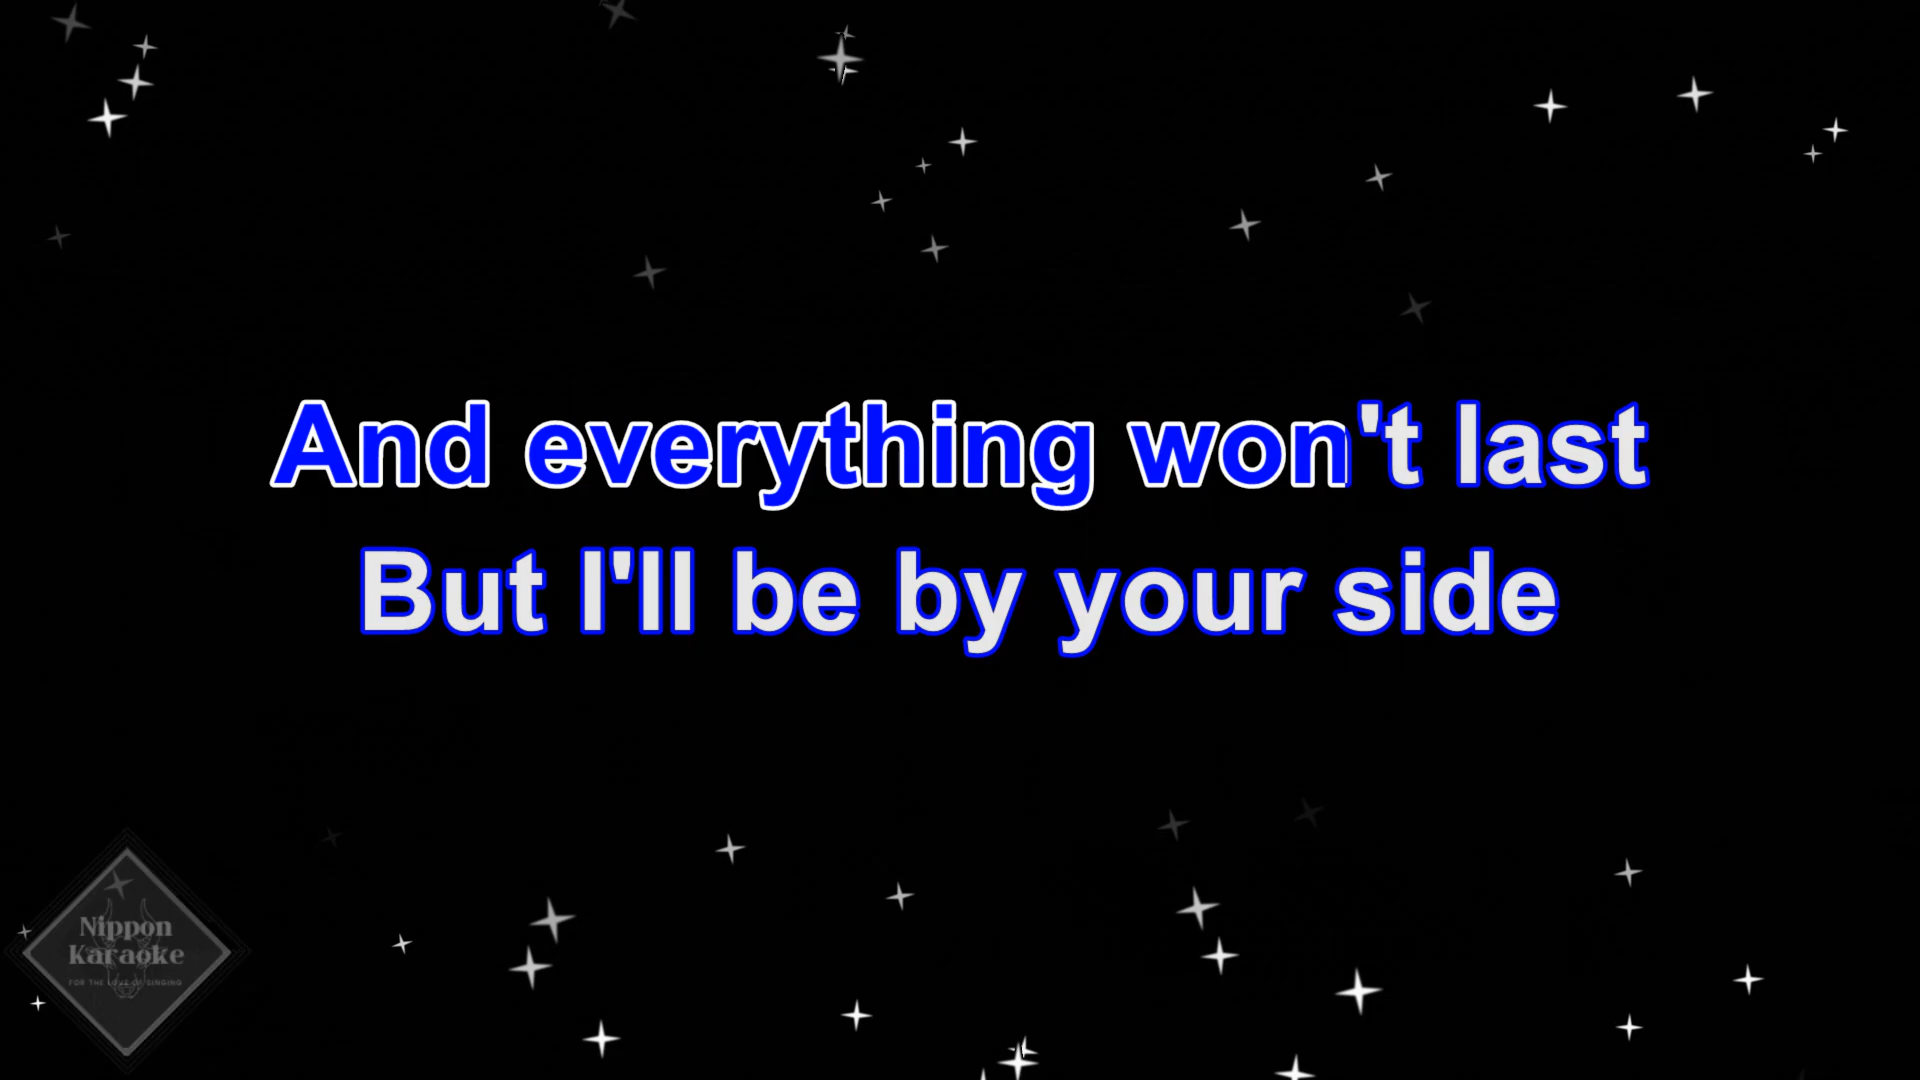 And everything won't last
But I'll be by your side
Nippon
Karaoke
FOR THE LOVE OF SINGING